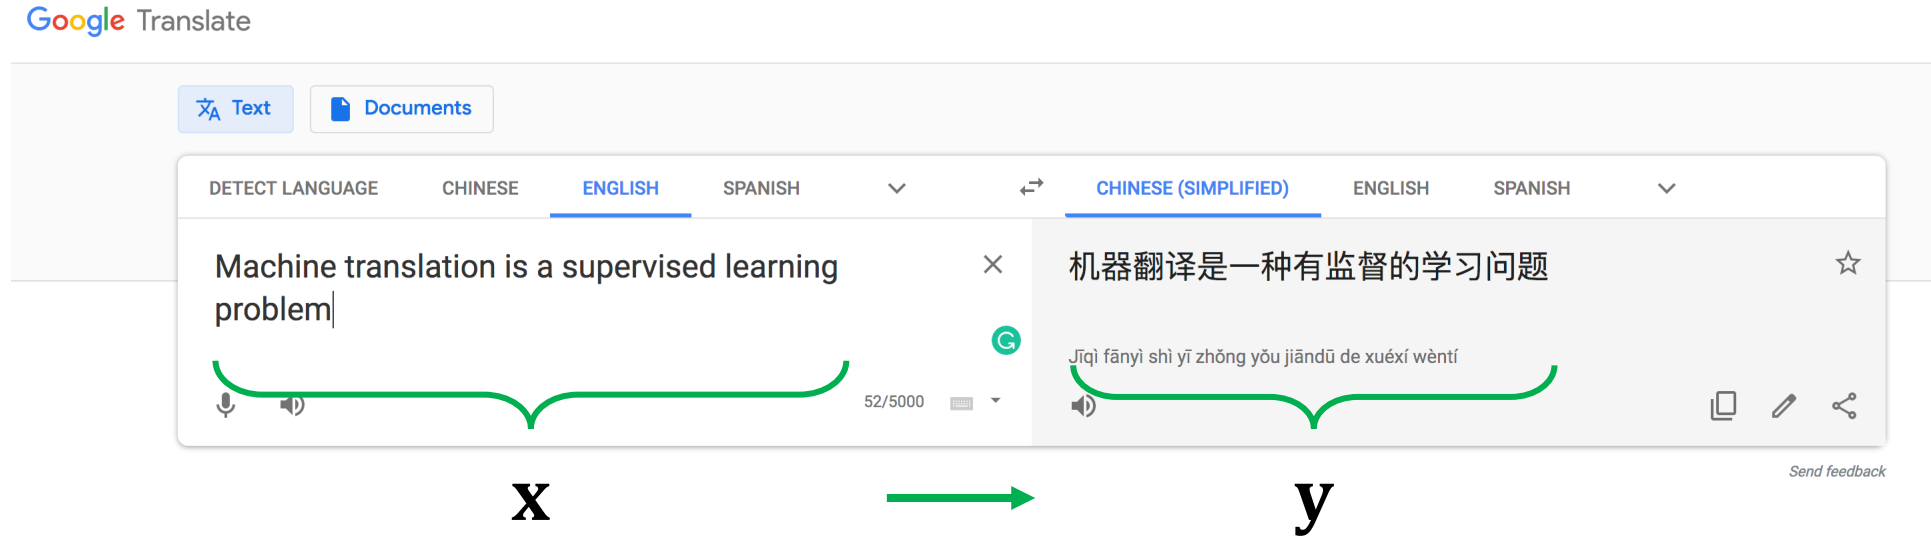 Google Translate
Text Documents
DETECT LANGUAGE CHINESE ENGLISH SPANISH CHINESE (SIMPLIFIED) ENGLISH SPANISH
Machine translation is a supervised learning
problem
机器翻译是一种有监督的学习问题
Jīqì fānyì shì yī zhǒng yǒu jiāndū de xuéxí wèntí
52/5000
Send feedback
x y